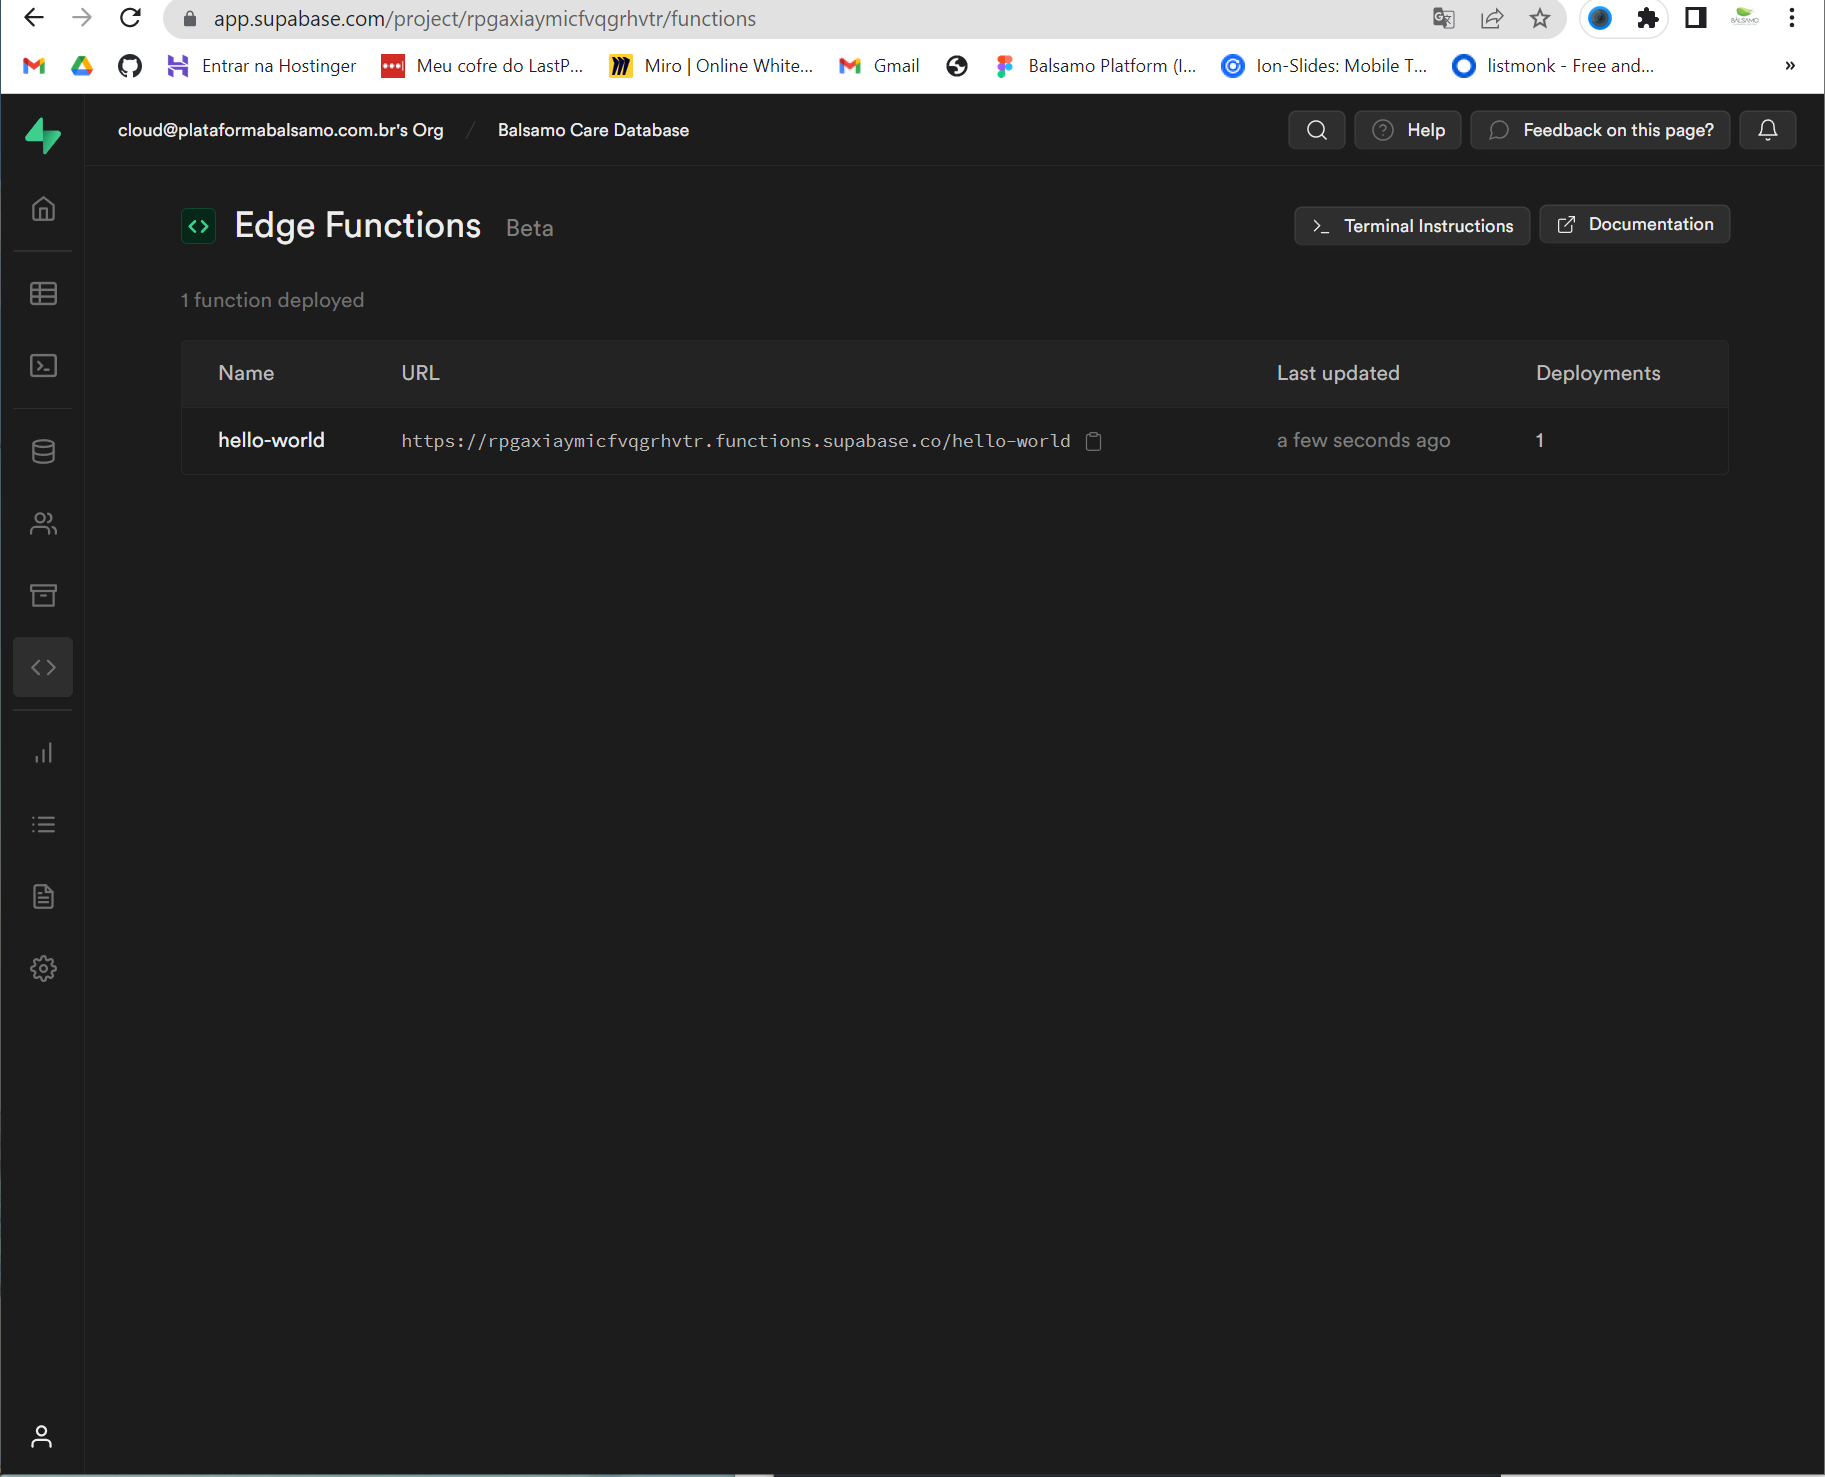 app.supabase.com/project/rpgaxiaymicfvqgrhvtr/functions
Entrar na Hostinger
Meu cofre do LastP...
Miro | Online White...
Gmail
Balsamo Platform (I...
Ion-Slides: Mobile T...
listmonk - Free and...
»
cloud@plataformabalsamo.com.br's Org / Balsamo Care Database
Help
Feedback on this page?
Edge Functions Beta
Terminal Instructions
Documentation
1 function deployed
Name URL Last updated Deployments
hello-world https://rpgaxiaymicfvqgrhvtr.functions.supabase.co/hello-world a few seconds ago 1